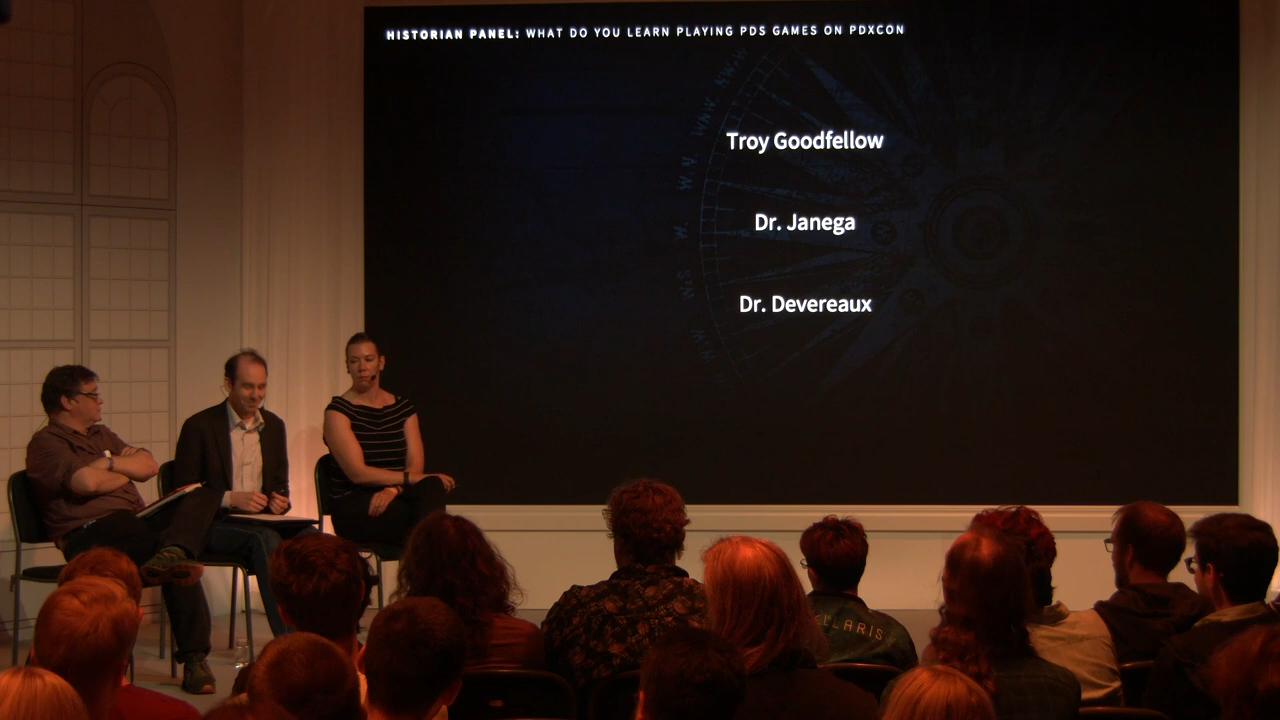 HISTORIAN PANEL: WHAT DO YOU LEARN PLAYING PDS GAMES ON PDXCON
Troy Goodfellow
Dr. Janega
Dr. Devereaux